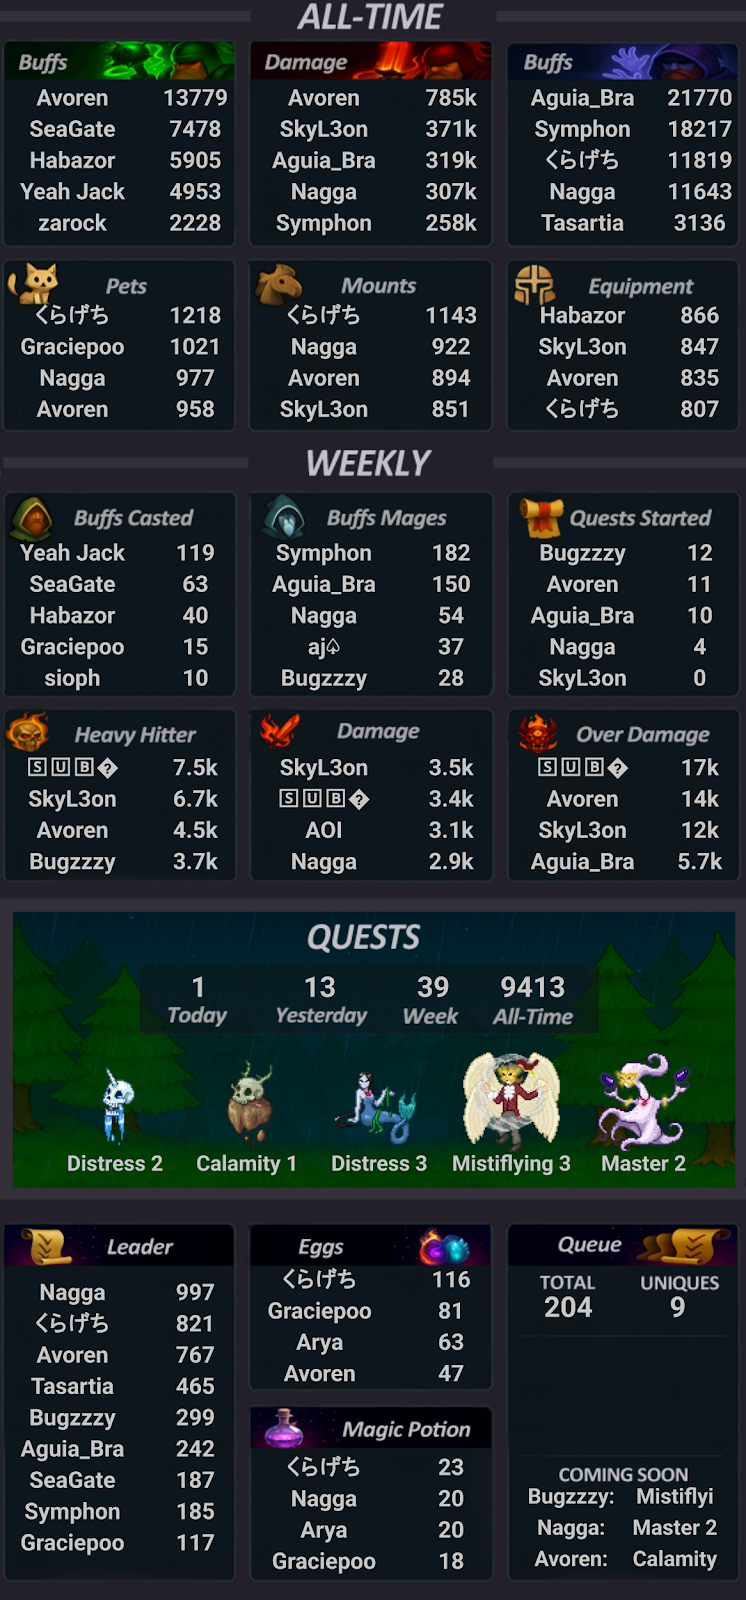 ALL-TIME
Buffs
Avoren 13779
SeaGate 7478
Habazor 5905
Yeah Jack 4953
zarock 2228
Damage
Avoren 785k
SkyL3on 371k
Aguia_Bra 319k
Nagga 307k
Symphon 258k
Buffs
Aguia_Bra 21770
Symphon 18217
くらげち 11819
Nagga 11643
Tasartia 3136
Pets
くらげち 1218
Graciepoo 1021
Nagga 977
Avoren 958
Mounts
くらげち 1143
Nagga 922
Avoren 894
SkyL3on 851
Equipment
Habazor 866
SkyL3on 847
Avoren 835
くらげち 807
WEEKLY
Buffs Casted
Yeah Jack 119
SeaGate 63
Habazor 40
Graciepoo 15
sioph 10
Buffs Mages
Symphon 182
Aguia_Bra 150
Nagga 54
aj♤ 37
Bugzzzy 28
Quests Started
Bugzzzy 12
Avoren 11
Aguia_Bra 10
Nagga 4
SkyL3on 0
Heavy Hitter
🅂🅄🄱� 7.5k
SkyL3on 6.7k
Avoren 4.5k
Bugzzzy 3.7k
Damage
SkyL3on 3.5k
🅂🅄🄱� 3.4k
AOI 3.1k
Nagga 2.9k
Over Damage
🅂🅄🄱� 17k
Avoren 14k
SkyL3on 12k
Aguia_Bra 5.7k
QUESTS
1 13 39 9413
Today Yesterday Week All-Time
Distress 2 Calamity 1 Distress 3 Mistiflying 3 Master 2
Leader
Nagga 997
くらげち 821
Avoren 767
Tasartia 465
Bugzzzy 299
Aguia_Bra 242
SeaGate 187
Symphon 185
Graciepoo 117
Eggs
くらげち 116
Graciepoo 81
Arya 63
Avoren 47
Magic Potion
くらげち 23
Nagga 20
Arya 20
Graciepoo 18
Queue
TOTAL UNIQUES
204 9
COMING SOON
Bugzzzy: Mistiflyi
Nagga: Master 2
Avoren: Calamity